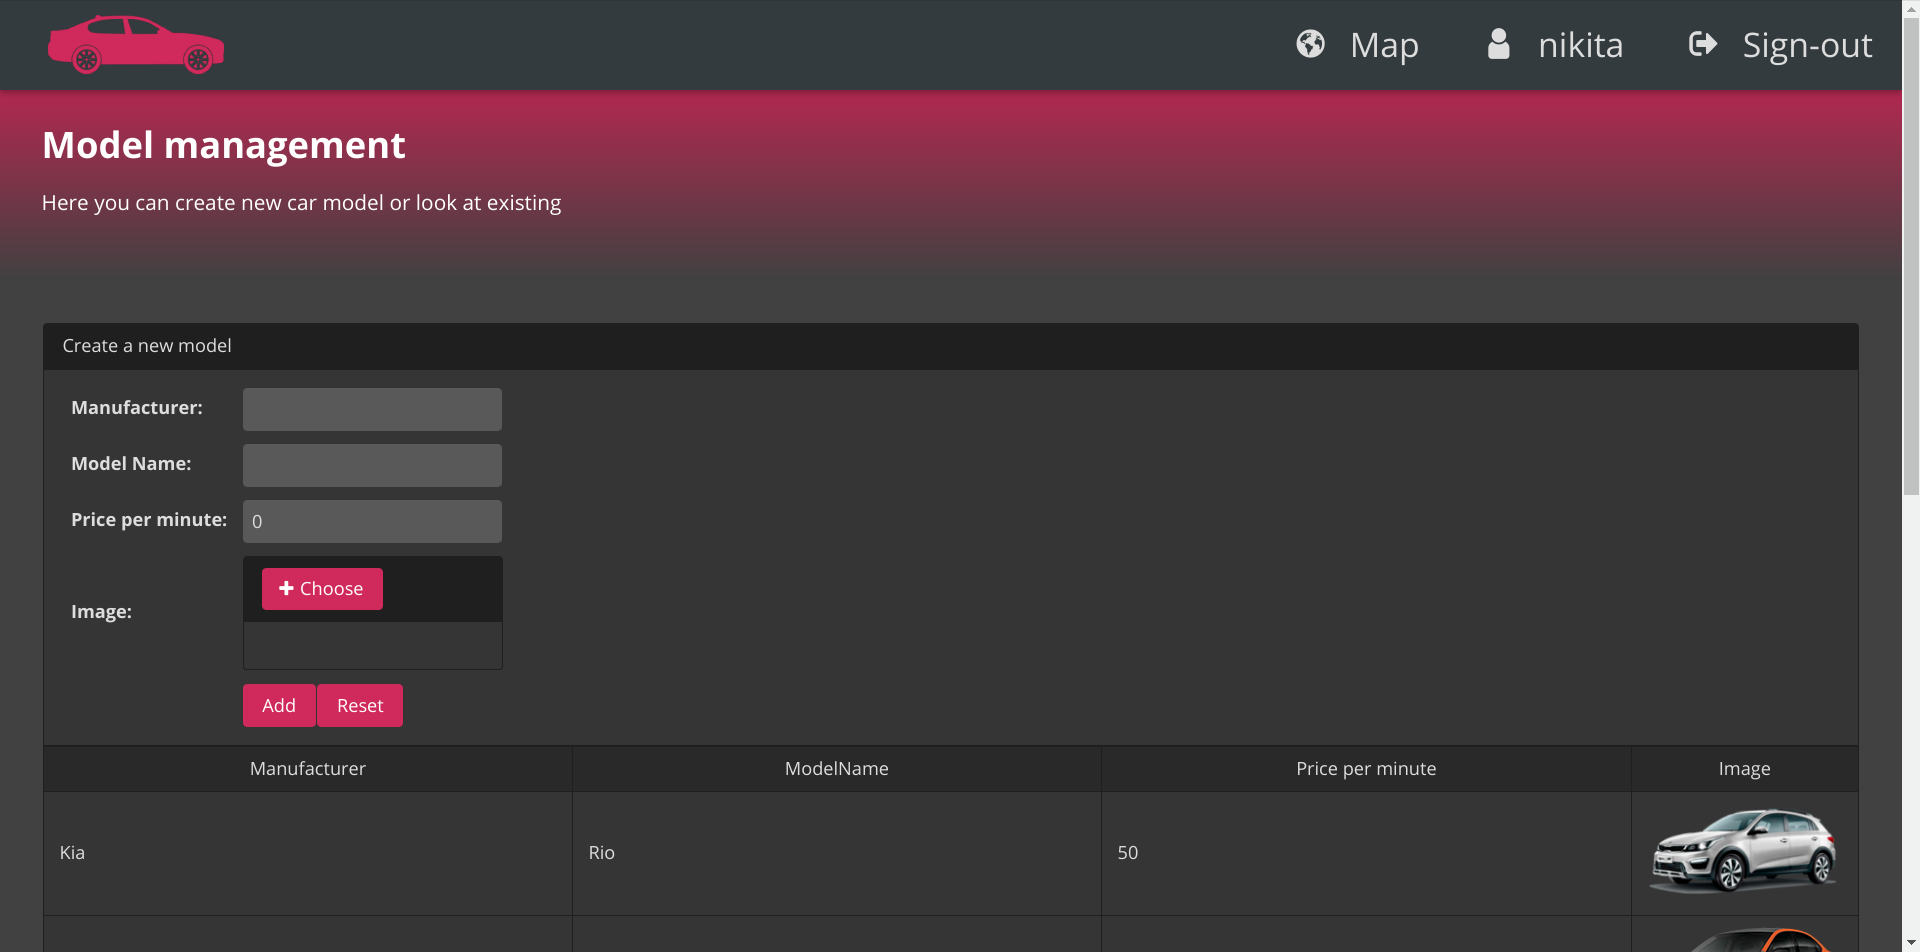 Map nikita Sign-out
Model management
Here you can create new car model or look at existing
Create a new model
Manufacturer:
Model Name:
Price per minute: 0
Choose
Image:
Add Reset
Manufacturer ModelName Price per minute Image
Kia Rio 50